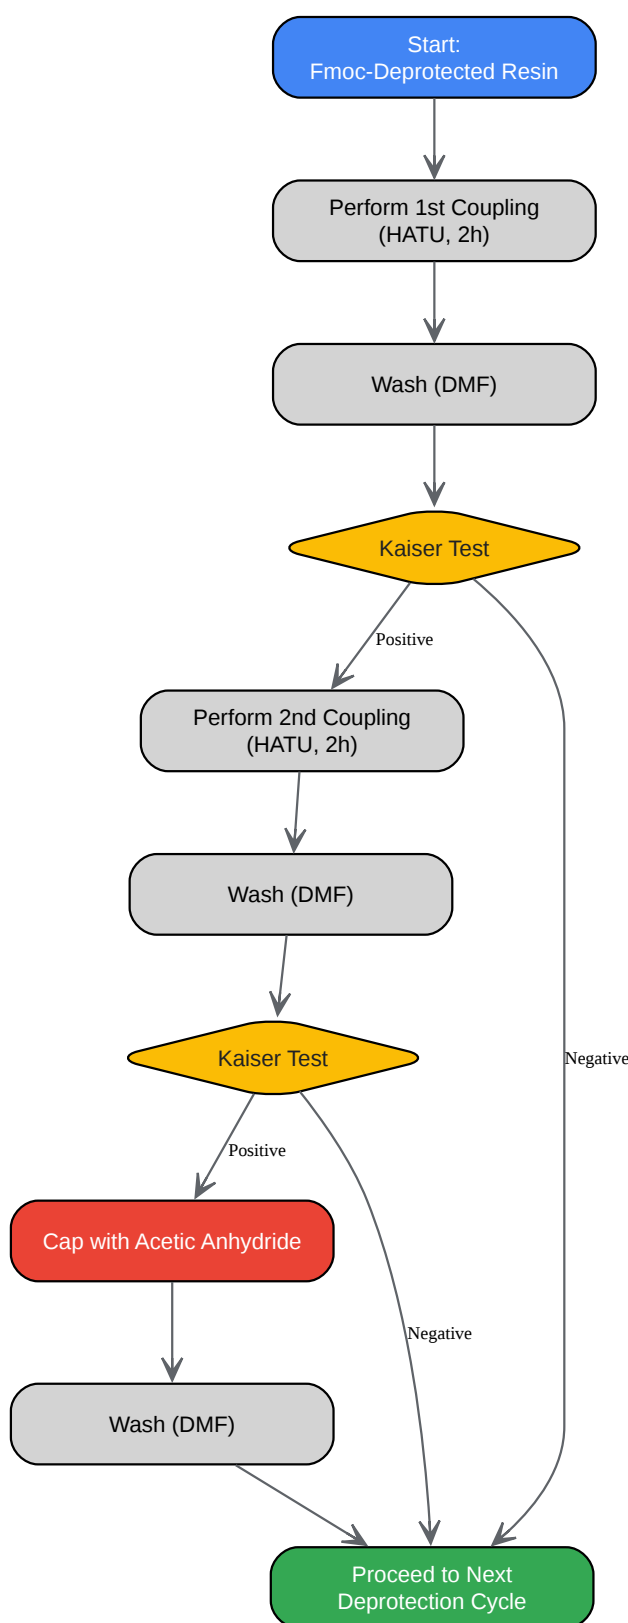 Start:
Fmoc-Deprotected Resin
Perform 1st Coupling
(HATU, 2h)
Wash (DMF)
Kaiser Test
Positive
Perform 2nd Coupling
(HATU, 2h)
Wash (DMF)
Kaiser Test
Negative
Positive
Cap with Acetic Anhydride
Negative
Wash (DMF)
Proceed to Next
Deprotection Cycle